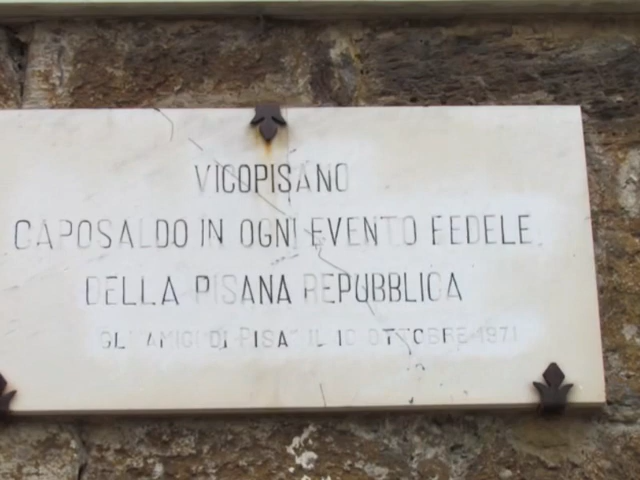 VICOPISANO
CAPOSALDO IN OGNI EVENTO FEDELE
DELLA PISANA REPUBBLICA
GLI AMICI DI PISA IL 10 OTTOBRE 1971